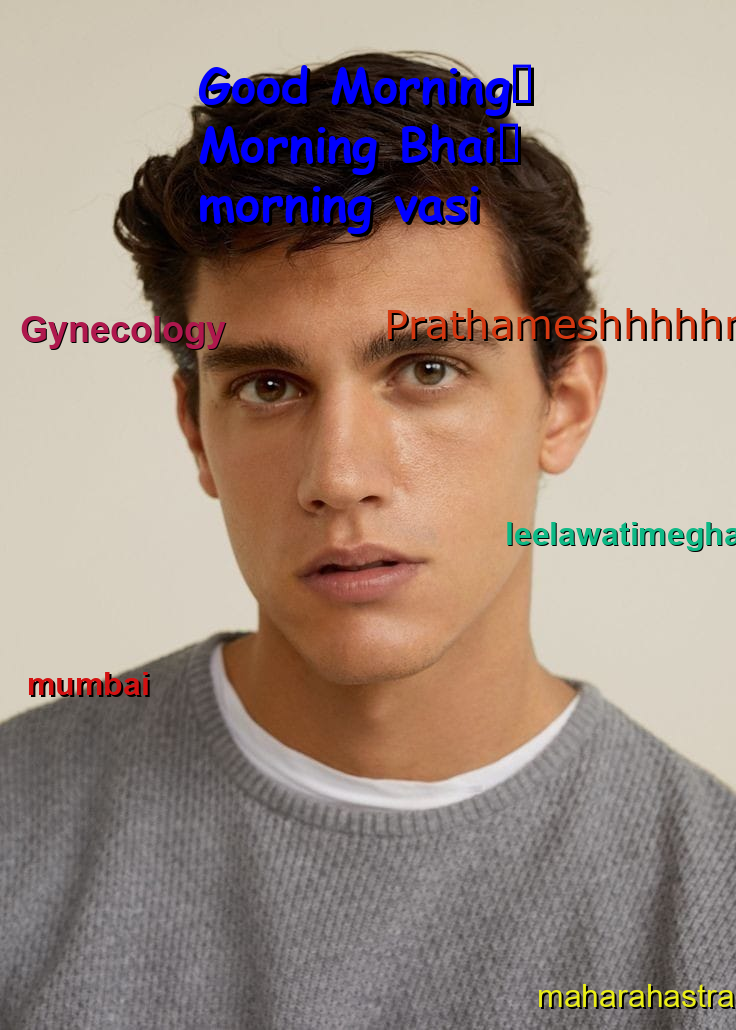 Good Morning
Morning Bhai
morning vasi
Gynecology
Prathameshhhhh
leelawatimegha
mumbai
maharahastra